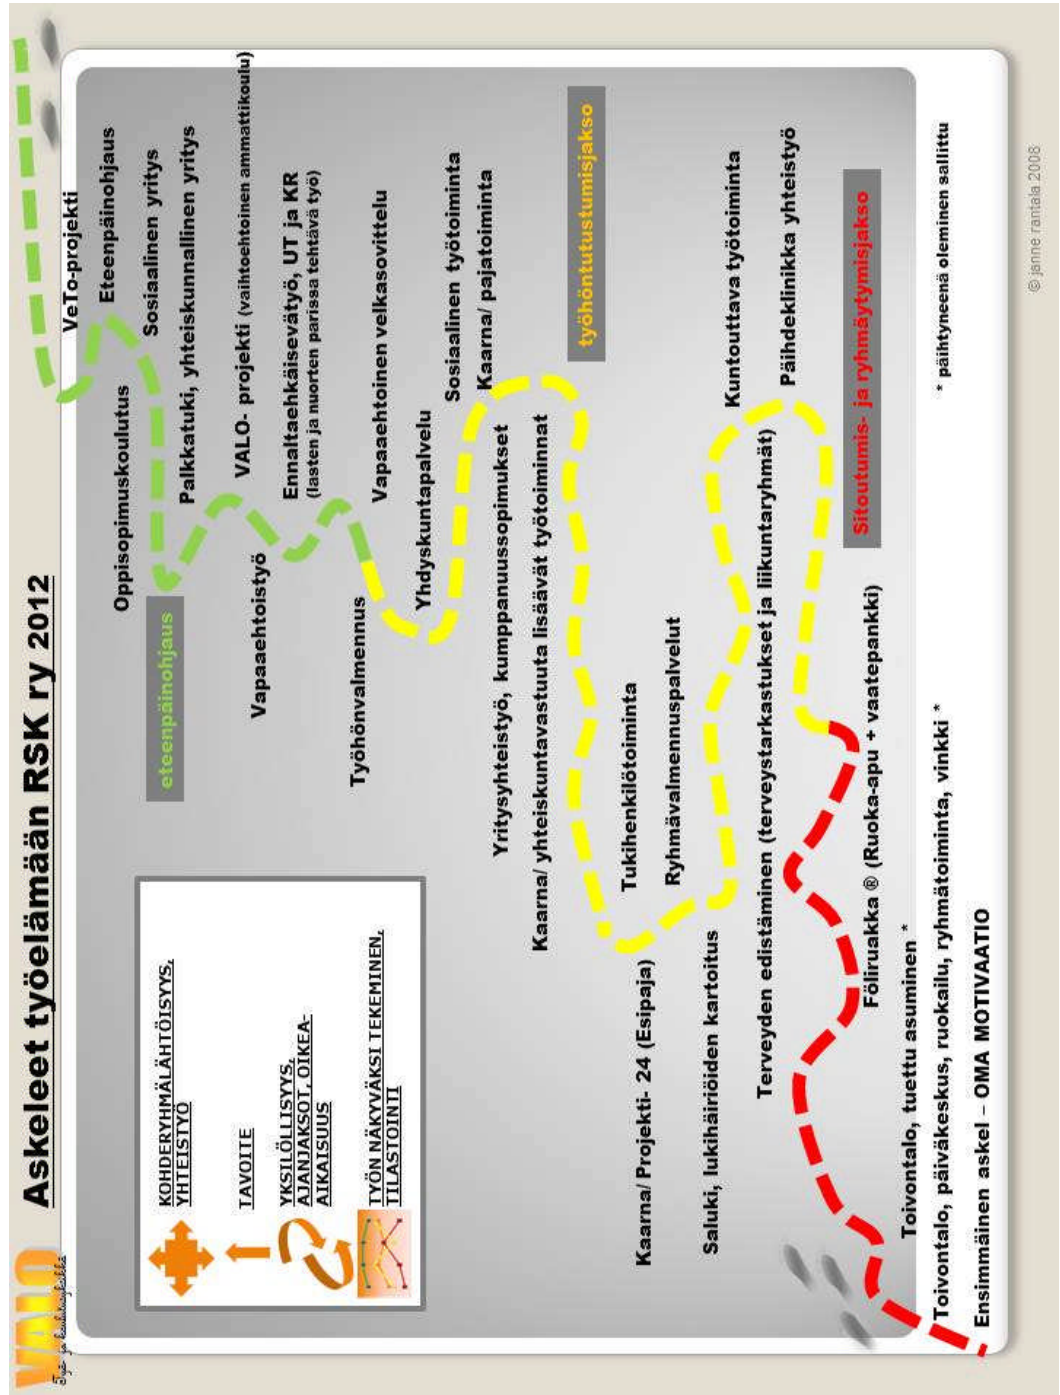 VALO
Työ- ja
Askeleet työelämään RSK ry 2012
KOHDERYHMÄLÄHTÖISYYS,
YHTEISTYÖ
TAVOITE
YKSILÖLLISYYS,
AJANJAKSOT, OIKEA-
AIKAISUUS
TYÖN NÄKYVÄKSI TEKEMINEN,
TILASTOINTI
VeTo-projekti
Eteenpäinohjaus
Oppisopimuskoulutus
Sosiaalinen yritys
eteenpäinohjaus
Palkkatuki, yhteiskunnallinen yritys
VALO- projekti (vaihtoehtoinen ammattikoulu)
Vapaaehtoistyö
Ennaltaehkäisevätyö, UT ja KR
(lasten ja nuorten parissa tehtävä työ)
Työhönvalmennus
Vapaaehtoinen velkasovittelu
Yhdyskuntapalvelu
Sosiaalinen työtoiminta
Kaarna/ pajatoiminta
Yritysyhteistyö, kumppanuussopimukset
Kaarna/ yhteiskuntavastuuta lisäävät työtoiminnat
työhöntutustumisjakso
Tukihenkilötoiminta
Kaarna/ Projekti- 24 (Esipaja)
Ryhmävalmennuspalvelut
Saluki, lukihäiriöiden kartoitus
Kuntouttava työtoiminta
Terveyden edistäminen (terveystarkastukset ja liikuntaryhmät)
Päihdeklinikka yhteistyö
Sitoutumis- ja ryhmäytymisjakso
Föliruakka ® (Ruoka-apu + vaatepankki)
Toivontalo, tuettu asuminen *
Toivontalo, päiväkeskus, ruokailu, ryhmätoiminta, vinkki *
* päihtyneenä oleminen sallittu
Ensimmäinen askel – OMA MOTIVAATIO
© janne rantala 2008